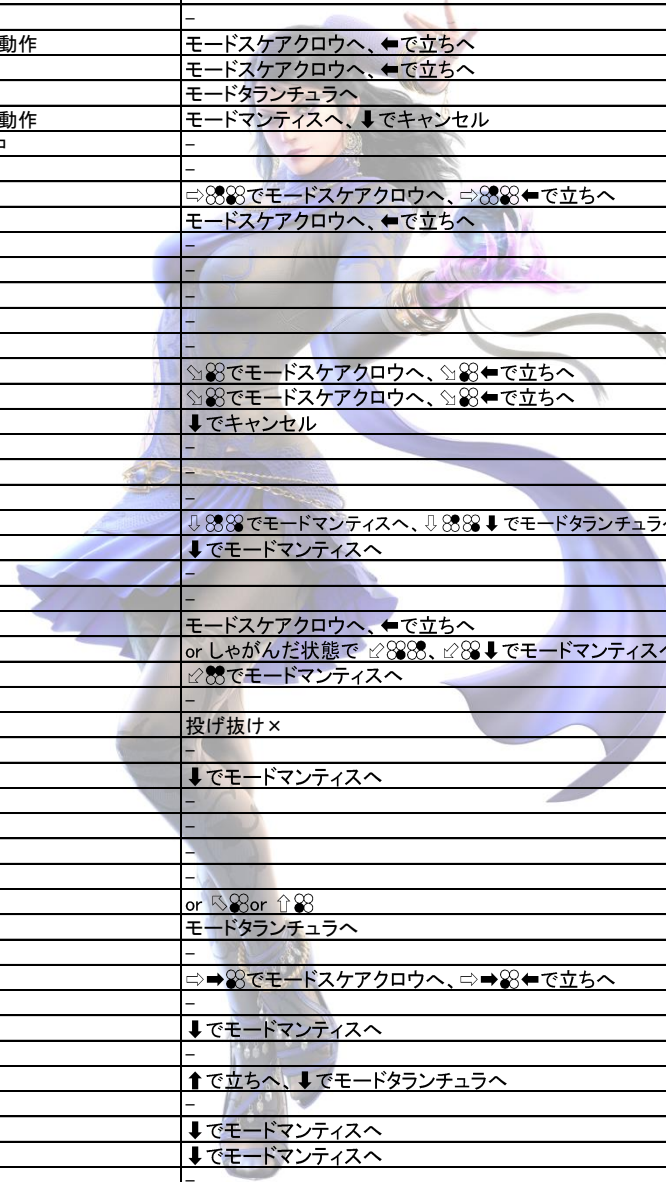 –
動作 モードスケアクロウへ、⬅で立ちへ
モードスケアクロウへ、⬅で立ちへ
モードタランチュラへ
動作 モードマンティスへ、⬇でキャンセル
–
–
⇨でモードスケアクロウへ、⇨⬅で立ちへ
モードスケアクロウへ、⬅で立ちへ
–
–
–
–
–
⬂でモードスケアクロウへ、⬂⬅で立ちへ
⬂でモードスケアクロウへ、⬂⬅で立ちへ
⬇でキャンセル
–
–
–
⇩でモードマンティスへ、⇩⬇でモードタランチュラへ
⬇でモードマンティスへ
–
–
モードスケアクロウへ、⬅で立ちへ
or しゃがんだ状態で ⬃、⬃⬇でモードマンティスへ
⬃でモードマンティスへ
–
投げ抜け×
–
⬇でモードマンティスへ
–
–
–
–
or ⬁or ⇧
モードタランチュラへ
–
⇨➡でモードスケアクロウへ、⇨➡⬅で立ちへ
–
⬇でモードマンティスへ
–
⬆で立ちへ、⬇でモードタランチュラへ
–
⬇でモードマンティスへ
⬇でモードマンティスへ
–